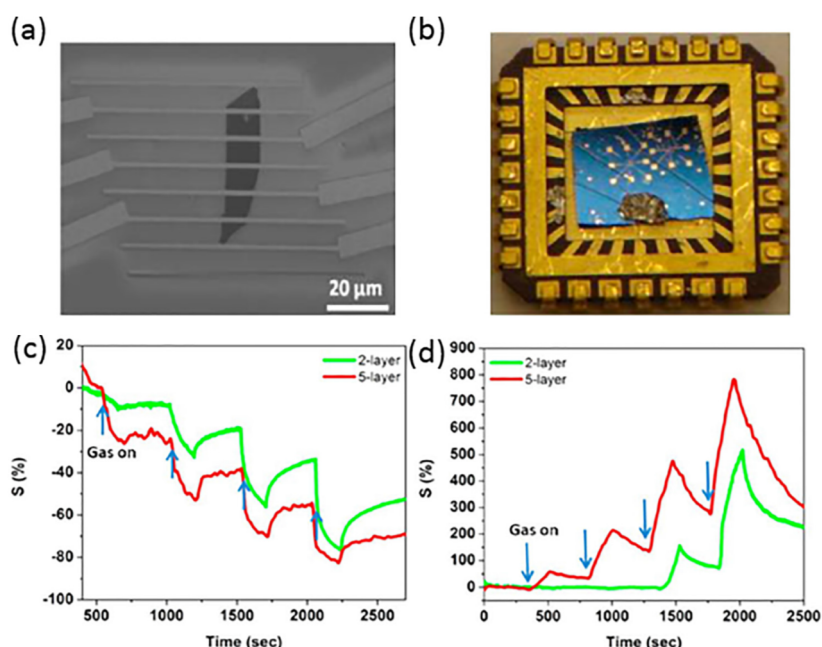 (a)
20 μm
(b)
(c)
20
0
-20
-40
-60
-80
-100
S (%)
2-layer
5-layer
Gas on
500
1000
1500
2000
2500
Time (sec)
(d)
900
800
700
600
500
400
300
200
100
0
S (%)
2-layer
5-layer
Gas on
0
500
1000
1500
2000
2500
Time (sec)